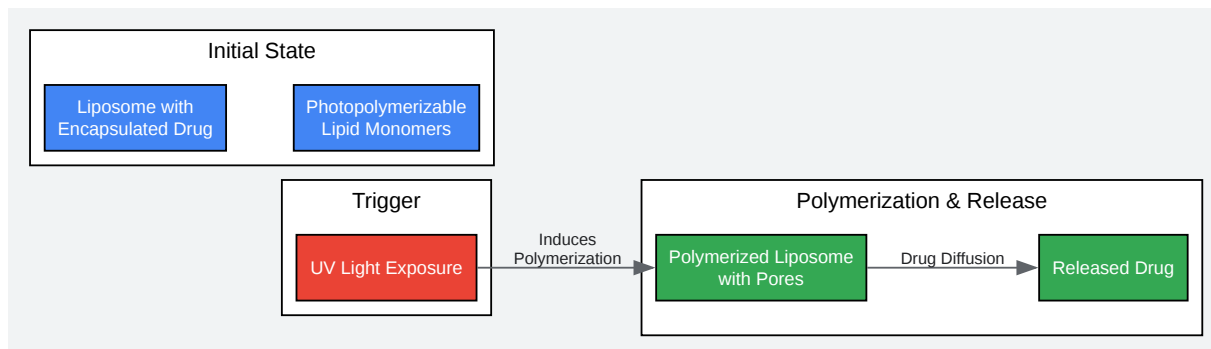 Initial State
Liposome with
Encapsulated Drug
Photopolymerizable
Lipid Monomers
Trigger
UV Light Exposure
Induces
Polymerization
Polymerization & Release
Polymerized Liposome
with Pores
Drug Diffusion
Released Drug